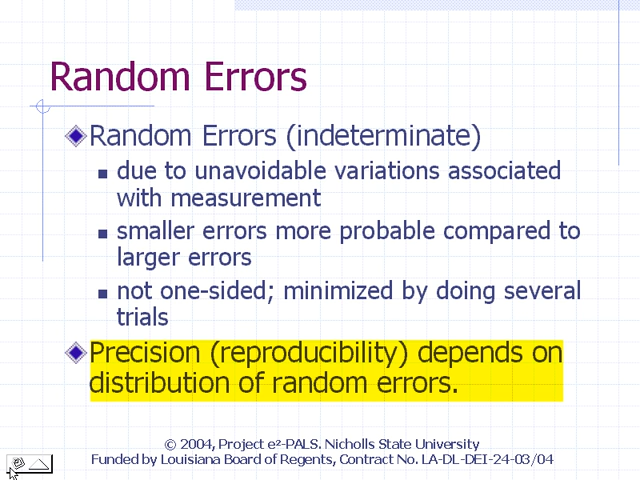 Random Errors
Random Errors (indeterminate)
due to unavoidable variations associated
with measurement
smaller errors more probable compared to
larger errors
not one-sided; minimized by doing several
trials
Precision (reproducibility) depends on
distribution of random errors.
© 2004, Project e²-PALS. Nicholls State University
Funded by Louisiana Board of Regents, Contract No. LA-DL-DEI-24-03/04